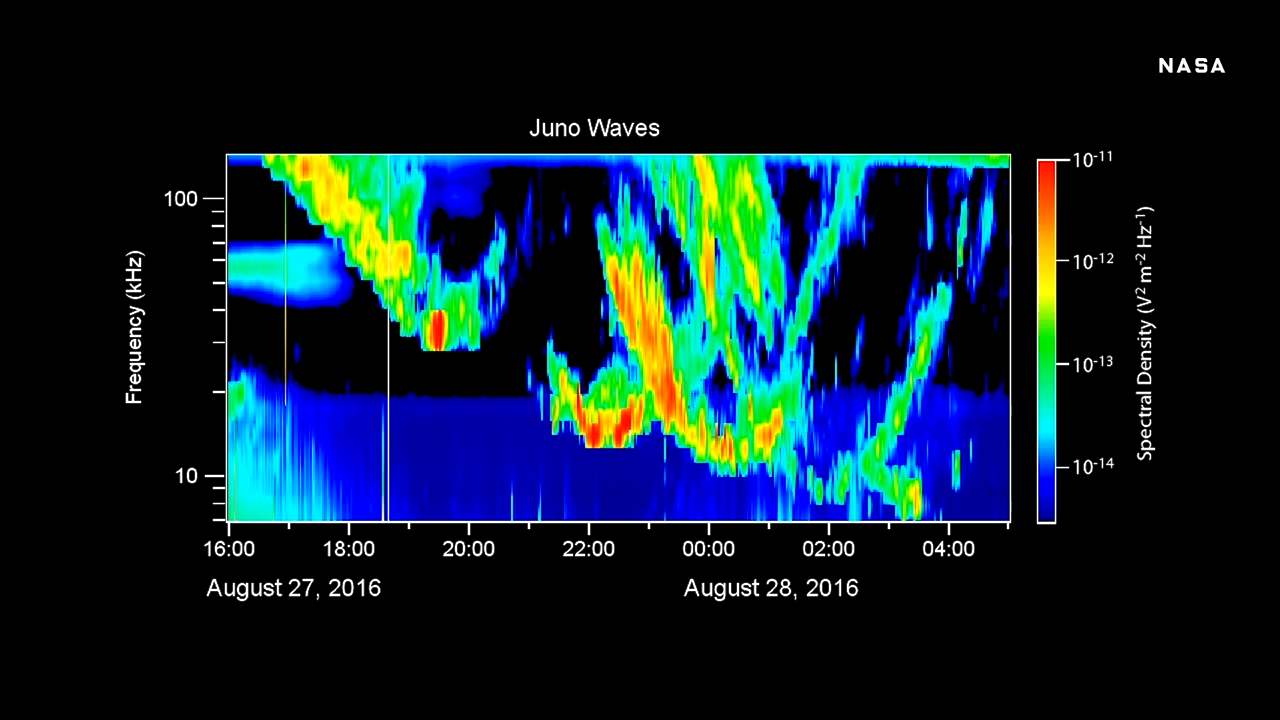 NASA
Juno Waves
100
10
Frequency (kHz)
10-11
10-12
10-13
10-14
Spectral Density (V2 m-2 Hz-1)
16:00 18:00 20:00 22:00 00:00 02:00 04:00
August 27, 2016 August 28, 2016